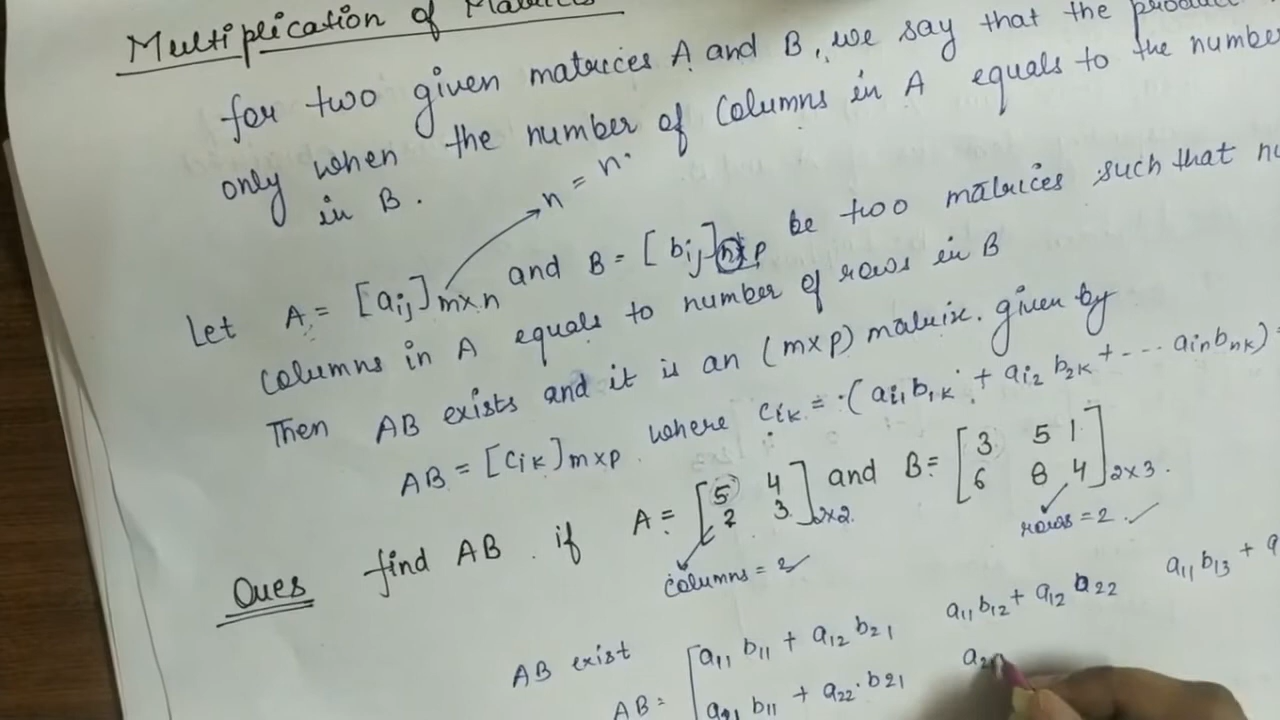 Multiplication of Matrices
for two given matrices A and B, we say that the product
only when the number of columns in A equals to the number
in B.
n = n.
Let A = [aij] m×n and B = [bij] n×p be two matrices such that
columns in A equals to number of rows in B
Then AB exists and it is an (m×p) matrix. given by
AB = [Cik] m×p where cik = (ai1 b1k + ai2 b2k + --- ain bnk)
Ques find AB if A = [5 4 and B = [3 5 1
2 3] 2×2 6 8 4] 2×3.
columns = 2 ✓ rows = 2 ✓
AB exist
AB = [a11 b11 + a12 b21 a11 b12 + a12 b22 a11 b13 + a
a21 b11 + a22 . b21 a2